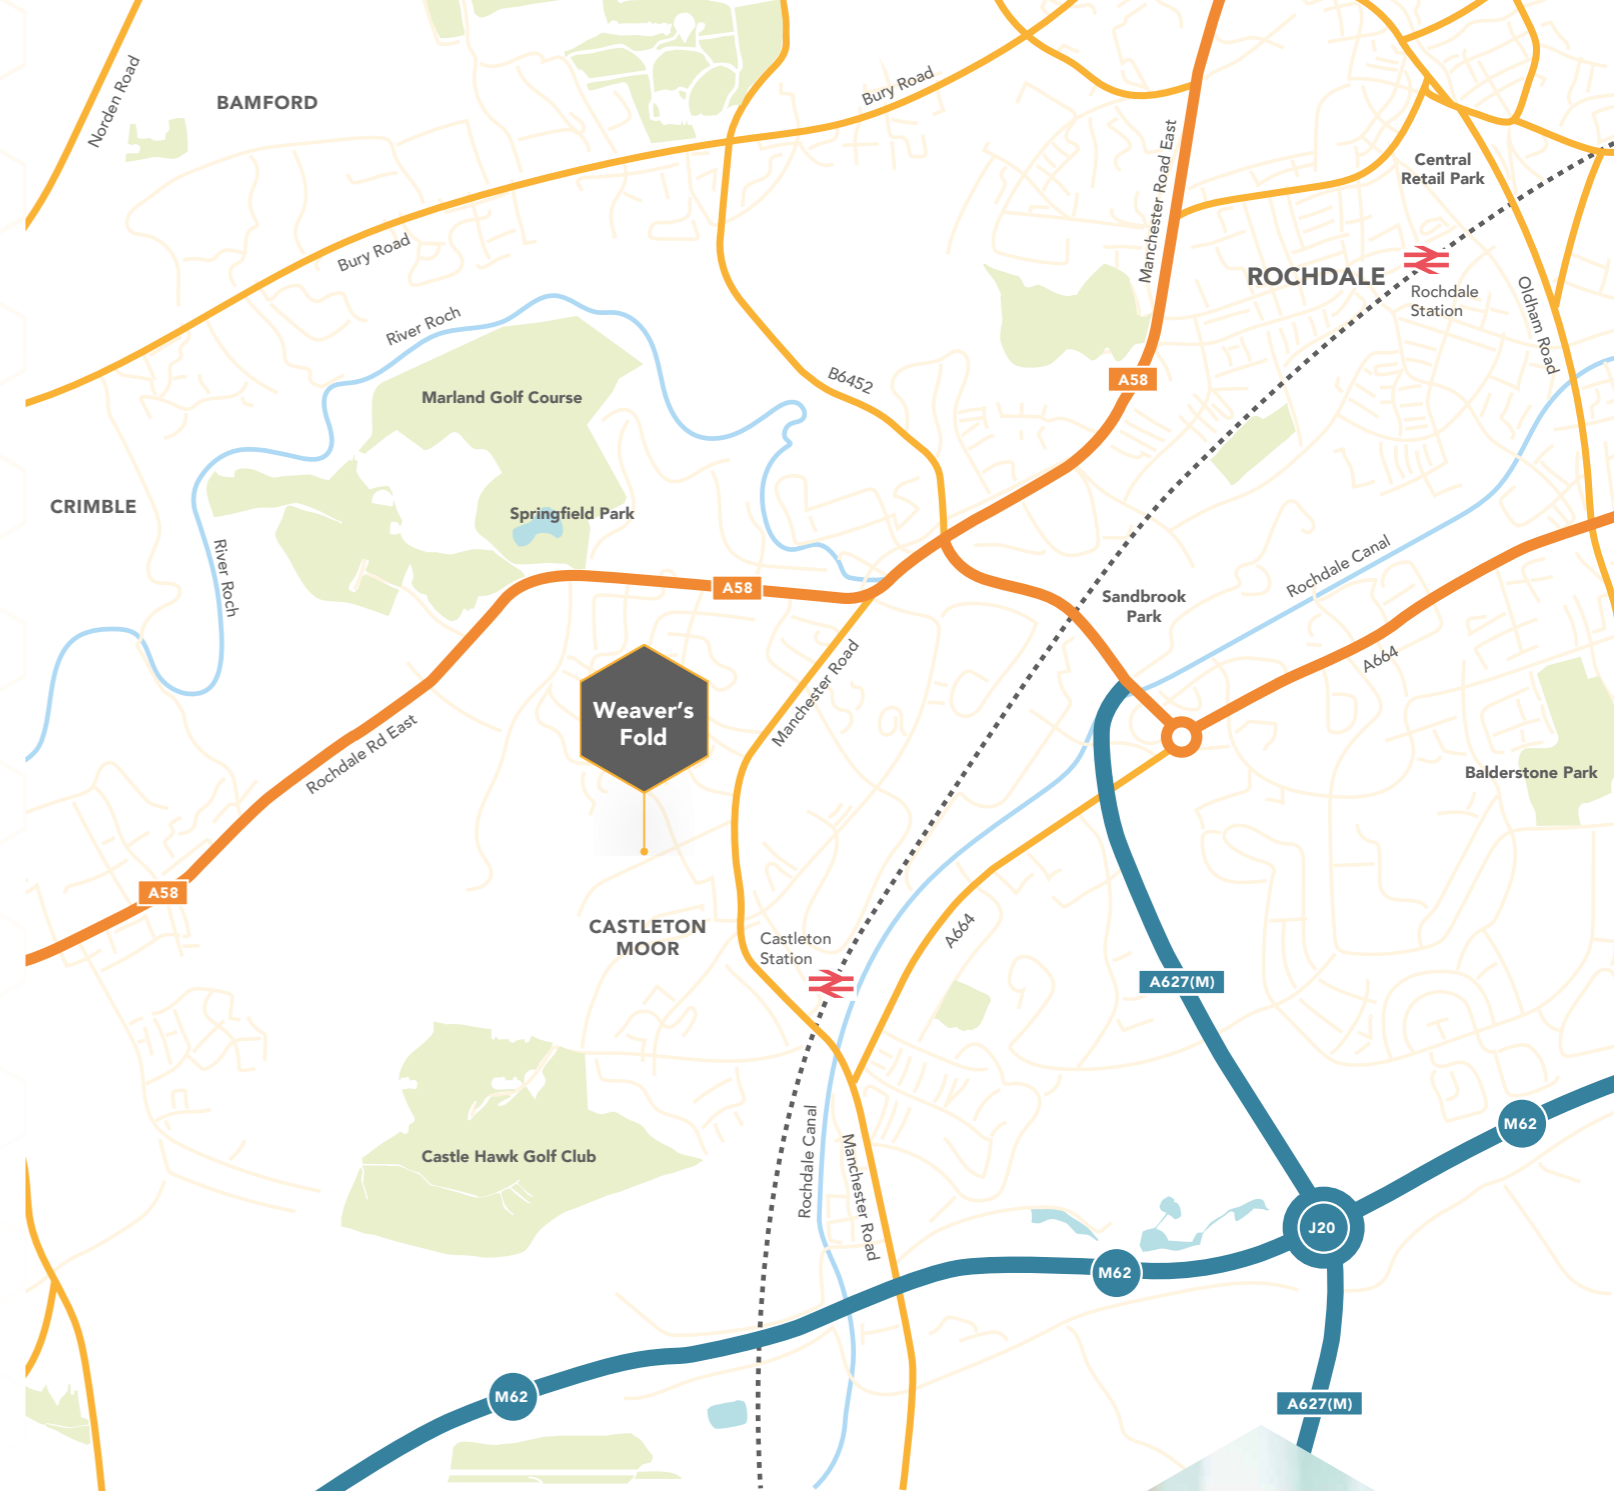 Norden Road
BAMFORD
Bury Road
Manchester Road East
Central
Retail Park
Bury Road
ROCHDALE
Rochdale
Station
Oldham Road
River Roch
B6452
A58
Marland Golf Course
CRIMBLE
Springfield Park
River Roch
Rochdale Canal
A58
Sandbrook
Park
A664
Manchester Road
Weaver's
Fold
Rochdale Rd East
Balderstone Park
A58
CASTLETON
MOOR
Castleton
Station
A664
A627(M)
M62
Rochdale Canal
Manchester Road
Castle Hawk Golf Club
J20
M62
M62
A627(M)